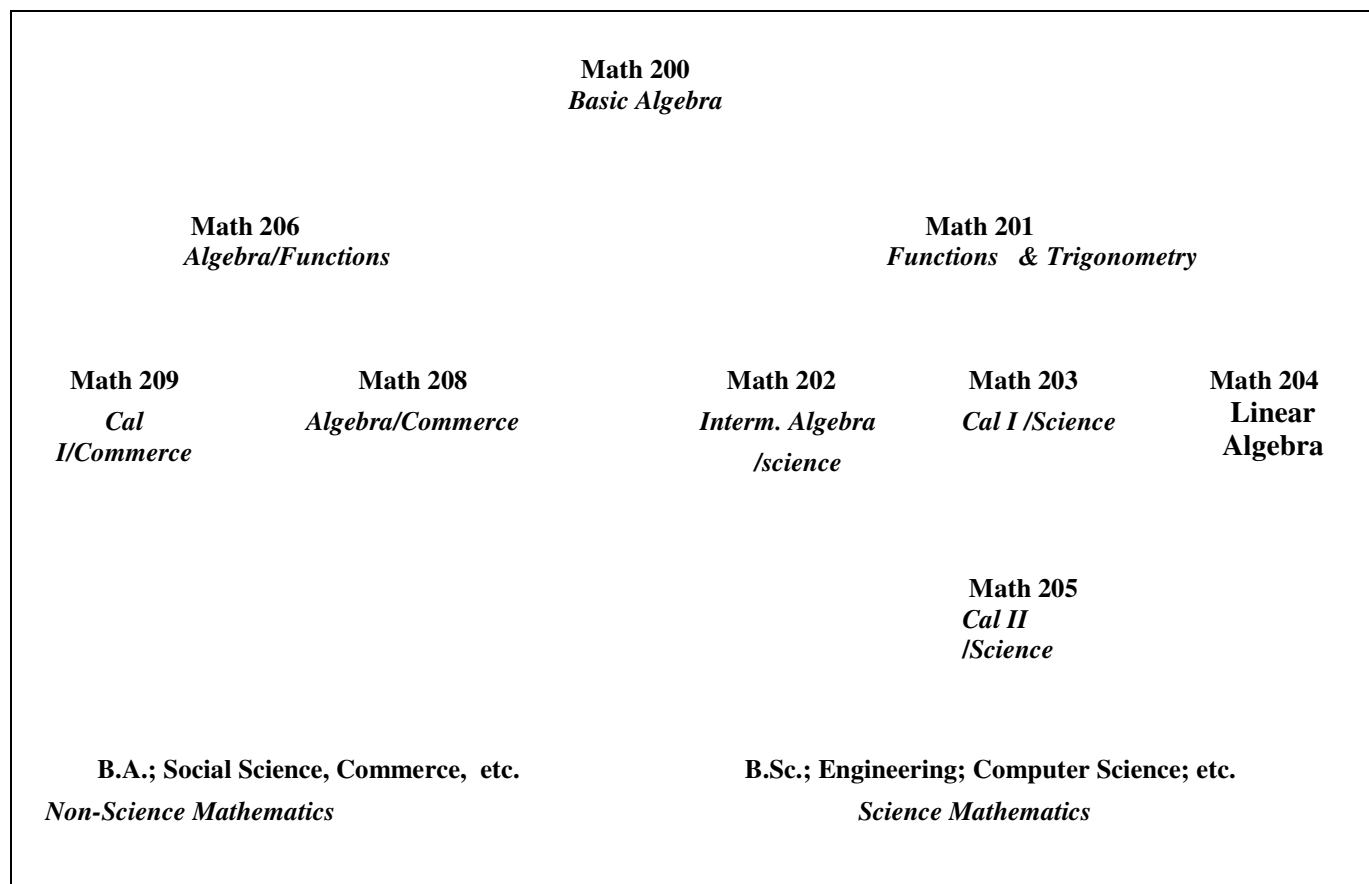 Math 200
Basic Algebra
Math 206
Algebra/Functions
Math 201
Functions & Trigonometry
Math 209
Cal
I/Commerce
Math 208
Algebra/Commerce
Math 202
Interm. Algebra
/science
Math 203
Cal I /Science
Math 204
Linear
Algebra
Math 205
Cal II
/Science
B.A.; Social Science, Commerce, etc.
Non-Science Mathematics
B.Sc.; Engineering; Computer Science; etc.
Science Mathematics